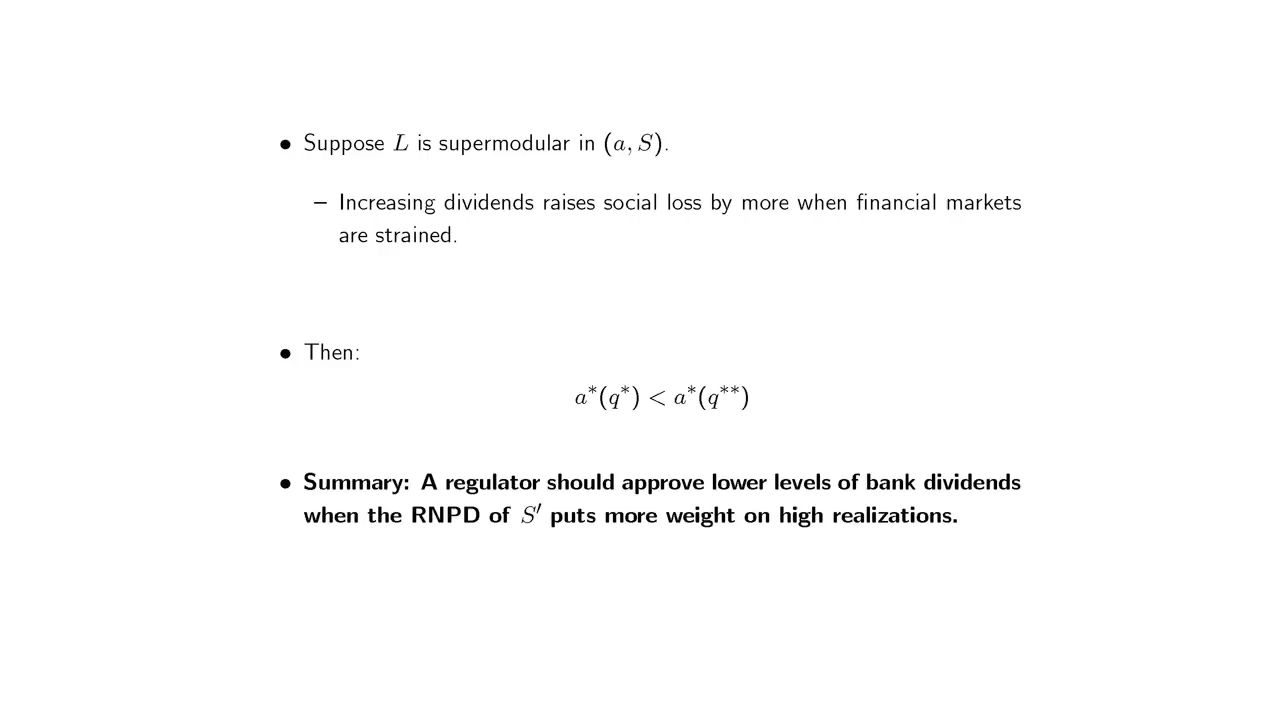 • Suppose L is supermodular in (a, S).
– Increasing dividends raises social loss by more when financial markets
are strained.
• Then:
a*(q*) < a*(q**)
• Summary: A regulator should approve lower levels of bank dividends
when the RNPD of S′ puts more weight on high realizations.